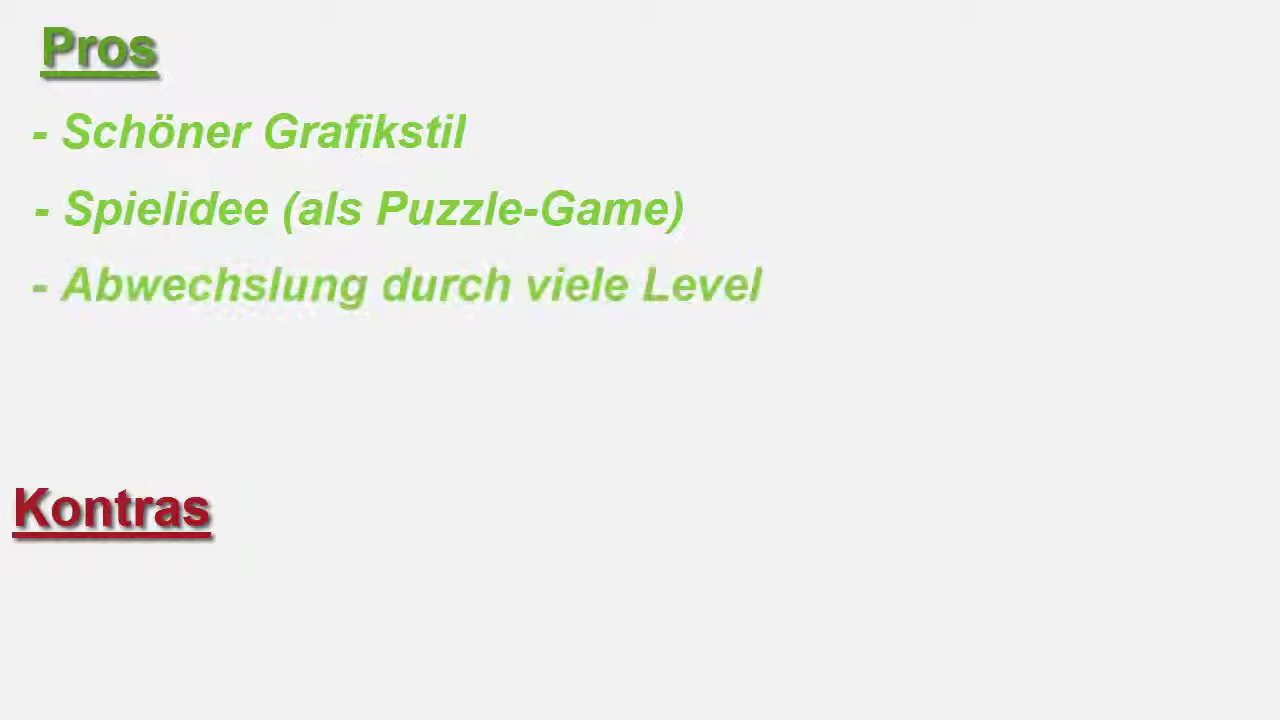 Pros
- Schöner Grafikstil
- Spielidee (als Puzzle-Game)
- Abwechslung durch viele Level
Kontras